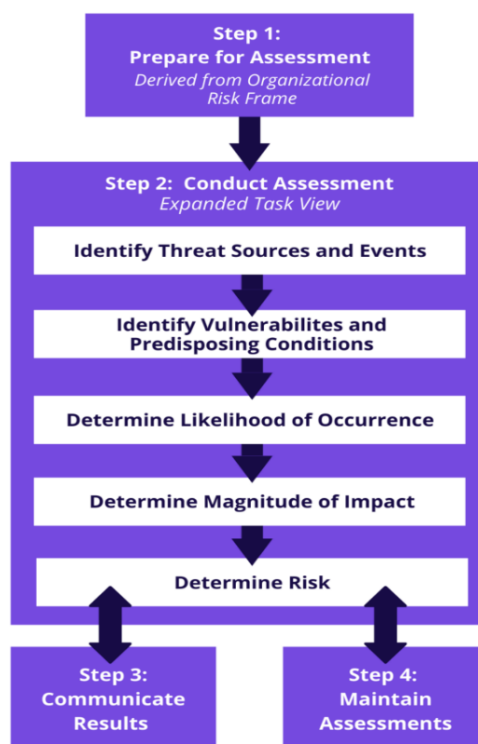 Step 1:
Prepare for Assessment
Derived from Organizational
Risk Frame
Step 2: Conduct Assessment
Expanded Task View
Identify Threat Sources and Events
Identify Vulnerabilites and
Predisposing Conditions
Determine Likelihood of Occurrence
Determine Magnitude of Impact
Determine Risk
Step 3:
Communicate
Results
Step 4:
Maintain
Assessments